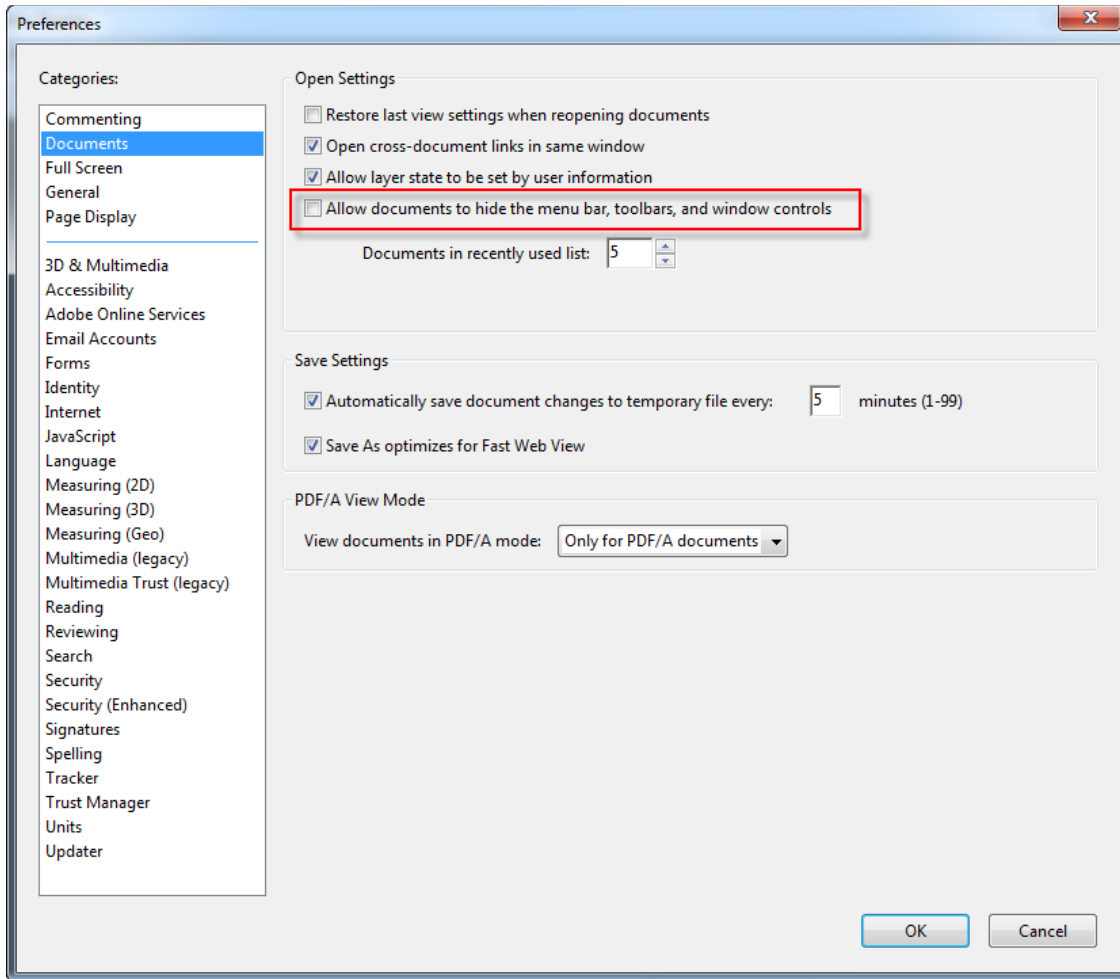 Preferences
Categories:
Commenting
Documents
Full Screen
General
Page Display
3D & Multimedia
Accessibility
Adobe Online Services
Email Accounts
Forms
Identity
Internet
JavaScript
Language
Measuring (2D)
Measuring (3D)
Measuring (Geo)
Multimedia (legacy)
Multimedia Trust (legacy)
Reading
Reviewing
Search
Security
Security (Enhanced)
Signatures
Spelling
Tracker
Trust Manager
Units
Updater
Open Settings
Restore last view settings when reopening documents
Open cross-document links in same window
Allow layer state to be set by user information
Allow documents to hide the menu bar, toolbars, and window controls
Documents in recently used list: 5
Save Settings
Automatically save document changes to temporary file every: 5 minutes (1-99)
Save As optimizes for Fast Web View
PDF/A View Mode
View documents in PDF/A mode: Only for PDF/A documents
OK Cancel